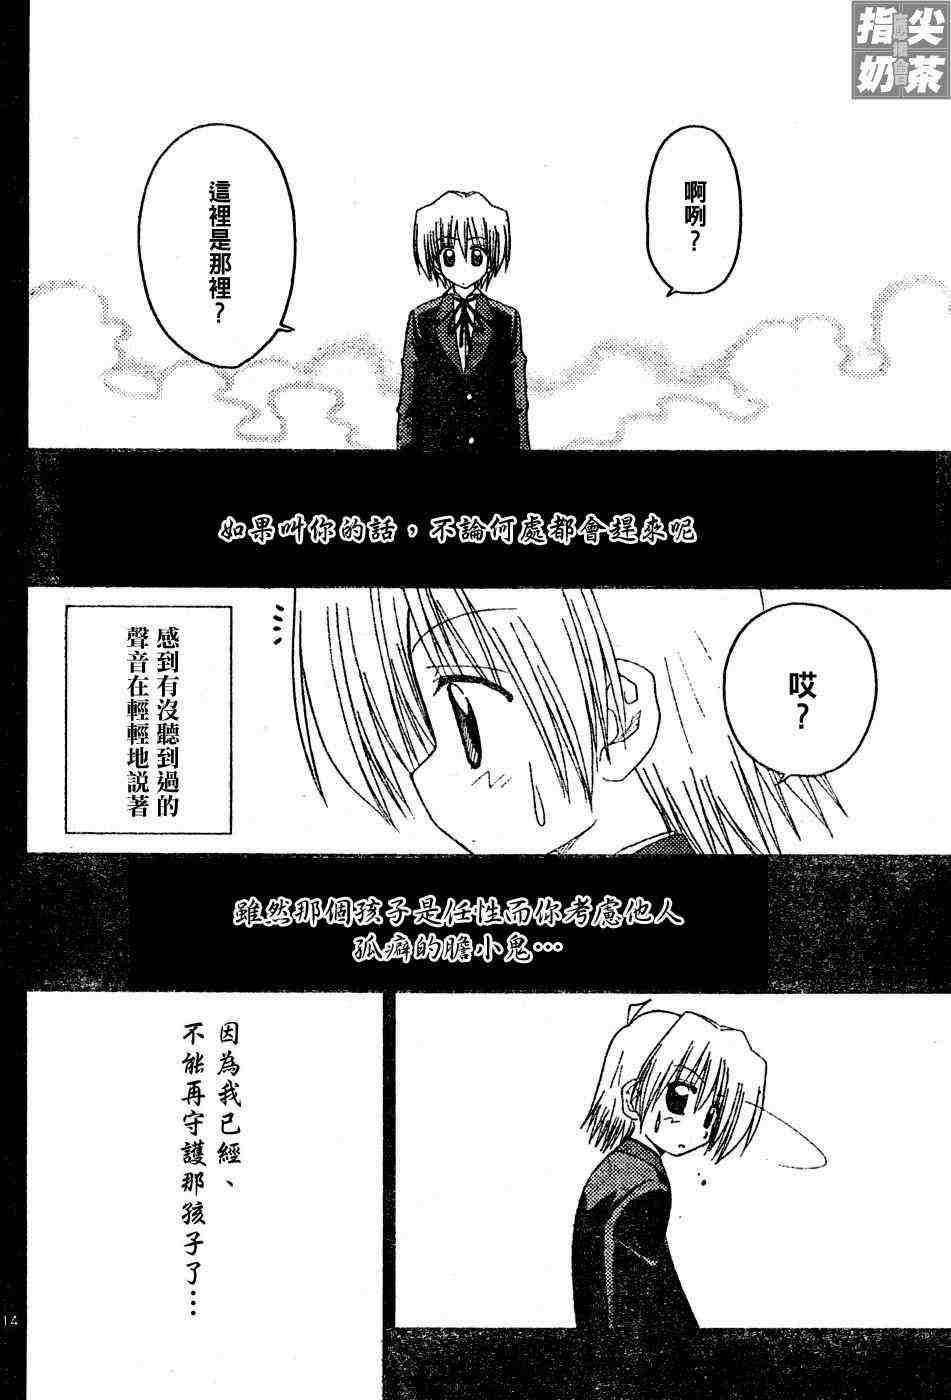 指尖
奶茶
啊咧？
這裡是那裡？
如果叫你的話，不論何處都會趕來呢
哎？
感到有沒聽到過的
聲音在輕輕地説著
雖然那個孩子是任性而你考慮他人
孤癖的膽小鬼…
因為我已經、
不能再守護那孩子了…
14